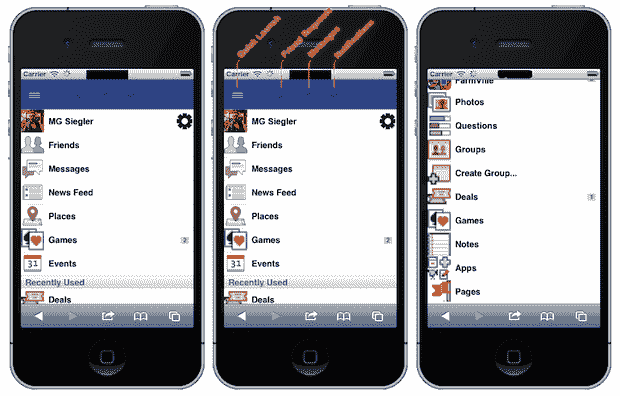 Carrier
MG Siegler
Friends
Messages
News Feed
Places
Games 2
31 Events
Recently Used
Deals
Quick Launch
Friend Requests
Messages
Notifications
Carrier
MG Siegler
Friends
Messages
News Feed
Places
Games 2
31 Events
Recently Used
Deals
Carrier
FarmVille
Photos
Questions
Groups
Create Group...
Deals 1
Games
Notes
Apps
Pages